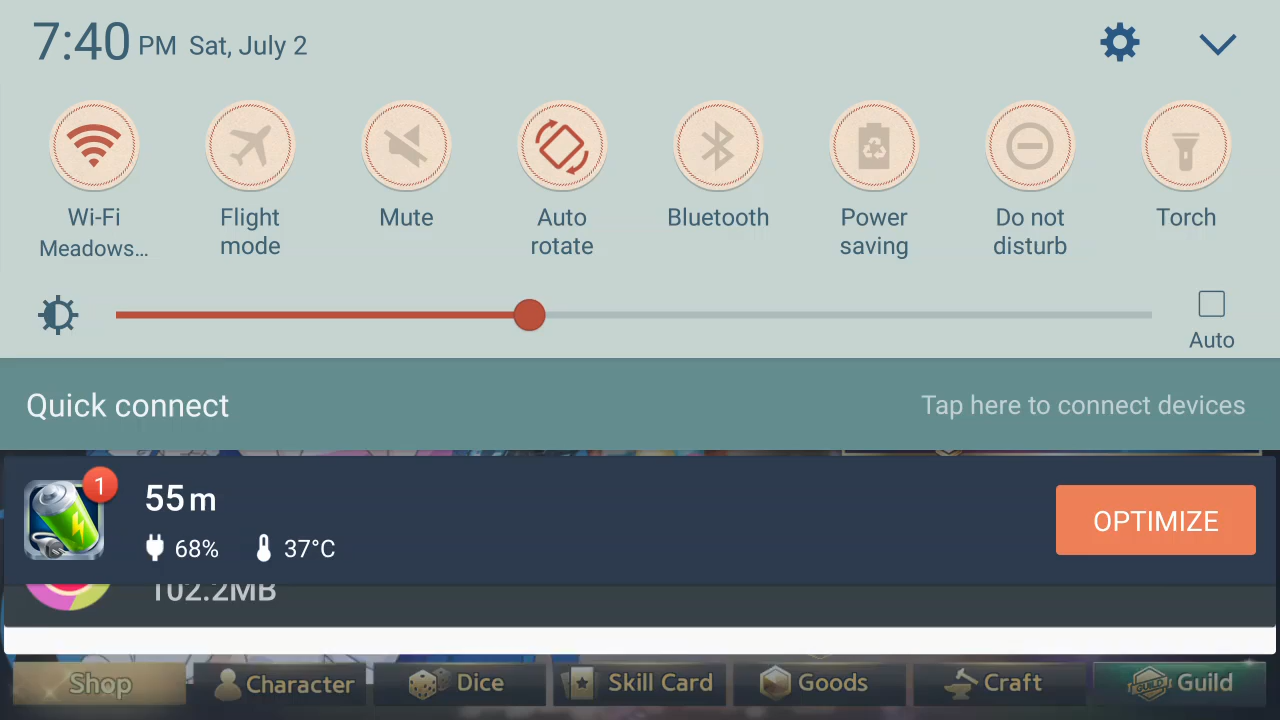 7:40 PM Sat, July 2
Wi-Fi
Meadows...
Flight
mode
Mute
Auto
rotate
Bluetooth
Power
saving
Do not
disturb
Torch
Auto
Quick connect
Tap here to connect devices
1
55 m
68%
37°C
OPTIMIZE
102.2MB
Shop
Character
Dice
Skill Card
Goods
Craft
GUILD
Guild